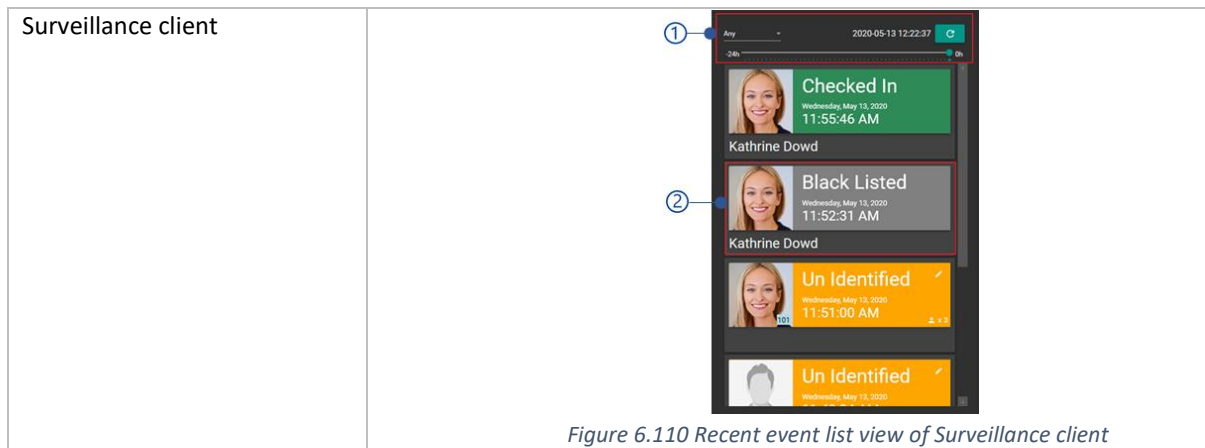 Surveillance client
1
Any
2020-05-13 12:22:37
-24h
0h
Checked In
Wednesday, May 13, 2020
11:55:46 AM
Kathrine Dowd
2
Black Listed
Wednesday, May 13, 2020
11:52:31 AM
Kathrine Dowd
Un Identified
Wednesday, May 13, 2020
11:51:00 AM
101
x 3
Un Identified
Wednesday, May 13, 2020
Figure 6.110 Recent event list view of Surveillance client